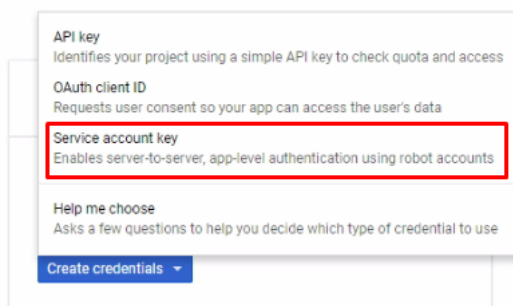 API key
Identifies your project using a simple API key to check quota and access
OAuth client ID
Requests user consent so your app can access the user's data
Service account key
Enables server-to-server, app-level authentication using robot accounts
Help me choose
Asks a few questions to help you decide which type of credential to use
Create credentials